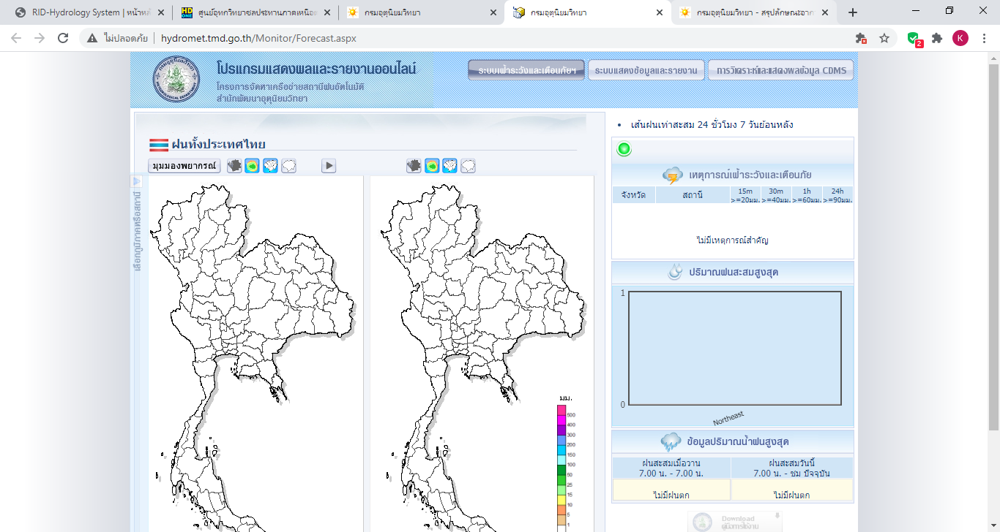 RID-Hydrology System | หน้าหลั
ศูนย์อุทกวิทยาชลประทานภาคเหนือต
กรมอุตุนิยมวิทยา
กรมอุตุนิยมวิทยา
กรมอุตุนิยมวิทยา - สรุปลักษณะอากา
ไม่ปลอดภัย
hydromet.tmd.go.th/Monitor/Forecast.aspx
2
K
โปรแกรมแสดงผลและรายงานออนไลน์
โครงการจัดหาเครือข่ายสถานีฝนอัตโนมัติ
สำนักพัฒนาอุตุนิยมวิทยา
ระบบเฝ้าระวังและเตือนภัยฯ
ระบบแสดงข้อมูลและรายงาน
การวิเคราะห์และแสดงผลข้อมูล CDMS
ฝนทั้งประเทศไทย
มุมมองพยากรณ์
เลือกภูมิภาคหรือสถานี
มม.
500
400
300
200
150
100
50
25
15
10
5
1
• เส้นฝนเท่าสะสม 24 ชั่วโมง 7 วันย้อนหลัง
เหตุการณ์เฝ้าระวังและเตือนภัย
จังหวัด สถานี 15m 30m 1h 24h
>=20มม. >=40มม. >=60มม. >=90มม.
ไม่มีเหตุการณ์สำคัญ
ปริมาณฝนสะสมสูงสุด
1
0
Northeast
ข้อมูลปริมาณน้ำฝนสูงสุด
ฝนสะสมเมื่อวาน ฝนสะสมวันนี้
7.00 น. - 7.00 น. 7.00 น. - ชม ปัจจุบัน
ไม่มีฝนตก ไม่มีฝนตก
Download
คู่มือการใช้งาน